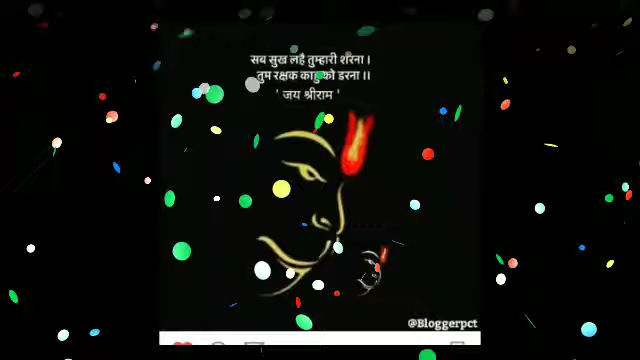 सब सुख लहै तुम्हारी शरना ।
तुम रक्षक काहु को डरना ।।
' जय श्रीराम '
@Bloggerpct